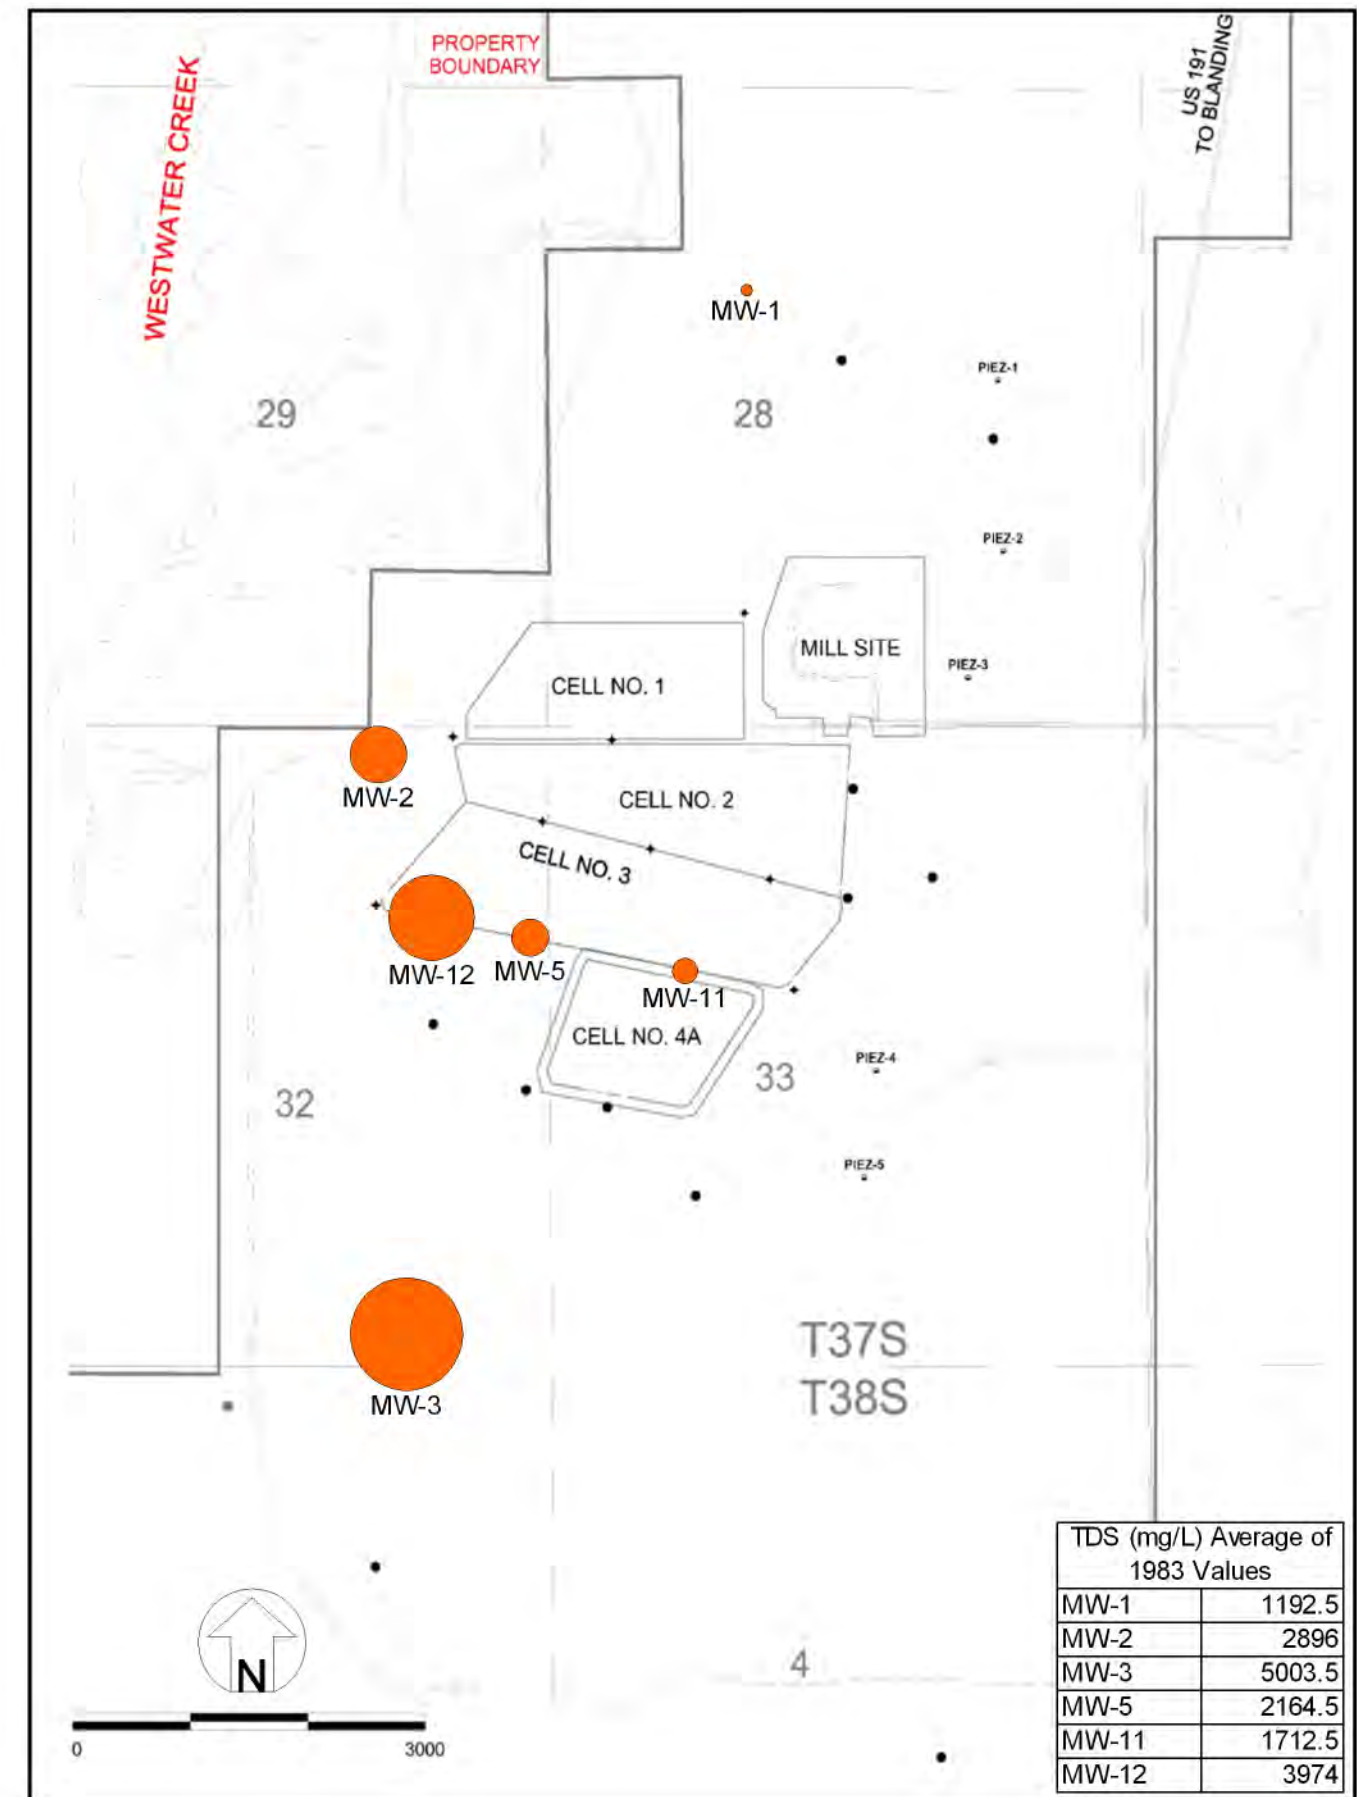 PROPERTY
BOUNDARY
WESTWATER CREEK
US 191
TO BLANDING
MW-1
PIEZ-1
29
28
PIEZ-2
MILL SITE
PIEZ-3
CELL NO. 1
MW-2
CELL NO. 2
CELL NO. 3
MW-12
MW-5
MW-11
CELL NO. 4A
PIEZ-4
33
32
PIEZ-5
T37S
T38S
MW-3
TDS (mg/L) Average of
1983 Values
MW-1 1192.5
MW-2 2896
MW-3 5003.5
MW-5 2164.5
MW-11 1712.5
MW-12 3974
4
N
0 3000